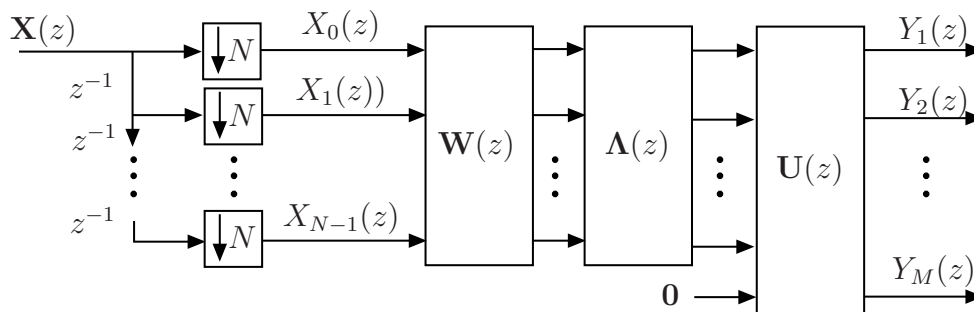 X(z)
N
X_0(z)
Y_1(z)
z^{-1}
N
X_1(z))
Y_2(z)
z^{-1}
W(z)
Λ(z)
U(z)
z^{-1}
N
X_{N-1}(z)
0
Y_M(z)